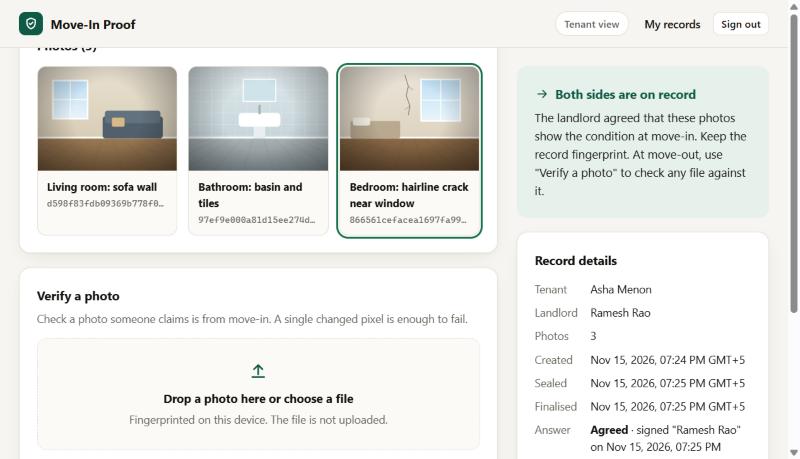 Move-In Proof
Tenant view
My records
Sign out
Photos (3)
Living room: sofa wall
d598f83fdb09369b778f0…
Bathroom: basin and
tiles
97ef9e000a81d15ee274d…
Bedroom: hairline crack
near window
866561cefacea1697fa99…
Verify a photo
Check a photo someone claims is from move-in. A single changed pixel is enough to fail.
Drop a photo here or choose a file
Fingerprinted on this device. The file is not uploaded.
→ Both sides are on record
The landlord agreed that these photos
show the condition at move-in. Keep the
record fingerprint. At move-out, use
"Verify a photo" to check any file against
it.
Record details
Tenant Asha Menon
Landlord Ramesh Rao
Photos 3
Created Nov 15, 2026, 07:24 PM GMT+5
Sealed Nov 15, 2026, 07:25 PM GMT+5
Finalised Nov 15, 2026, 07:25 PM GMT+5
Answer Agreed · signed "Ramesh Rao"
on Nov 15, 2026, 07:25 PM